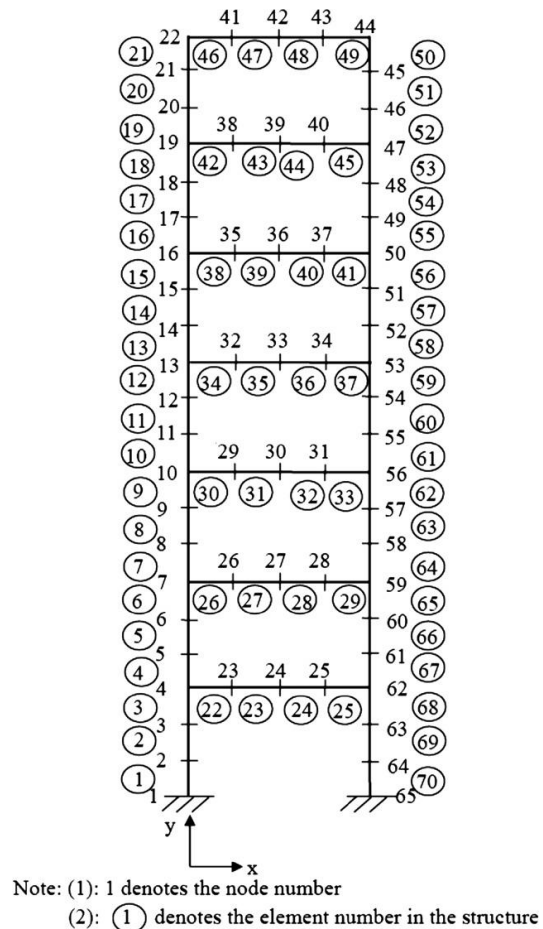 41 42 43 44
22
21 46 47 48 49 50
21 45
20 51
20 46
19 38 39 40 52
19 47
18 42 43 44 45 53
18 48
17 54
17 49
16 35 36 37 55
16 50
15 38 39 40 41 56
15 51
14 57
14 52
13 32 33 34 58
13 53
12 34 35 36 37 59
12 54
11 60
11 55
10 29 30 31 61
10 56
9 30 31 32 33 62
9 57
8 63
8 58
7 26 27 28 64
7 59
6 26 27 28 29 65
6 60
5 66
5 61
4 23 24 25 67
4 62
3 22 23 24 25 68
3 63
2 69
2 64
1 70
1 65
y
x
Note: (1): 1 denotes the node number
(2): 1 denotes the element number in the structure